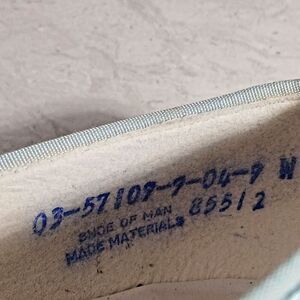 03-57109-7-04-9 W
SHOE OF MAN 85512
MADE MATERIALS